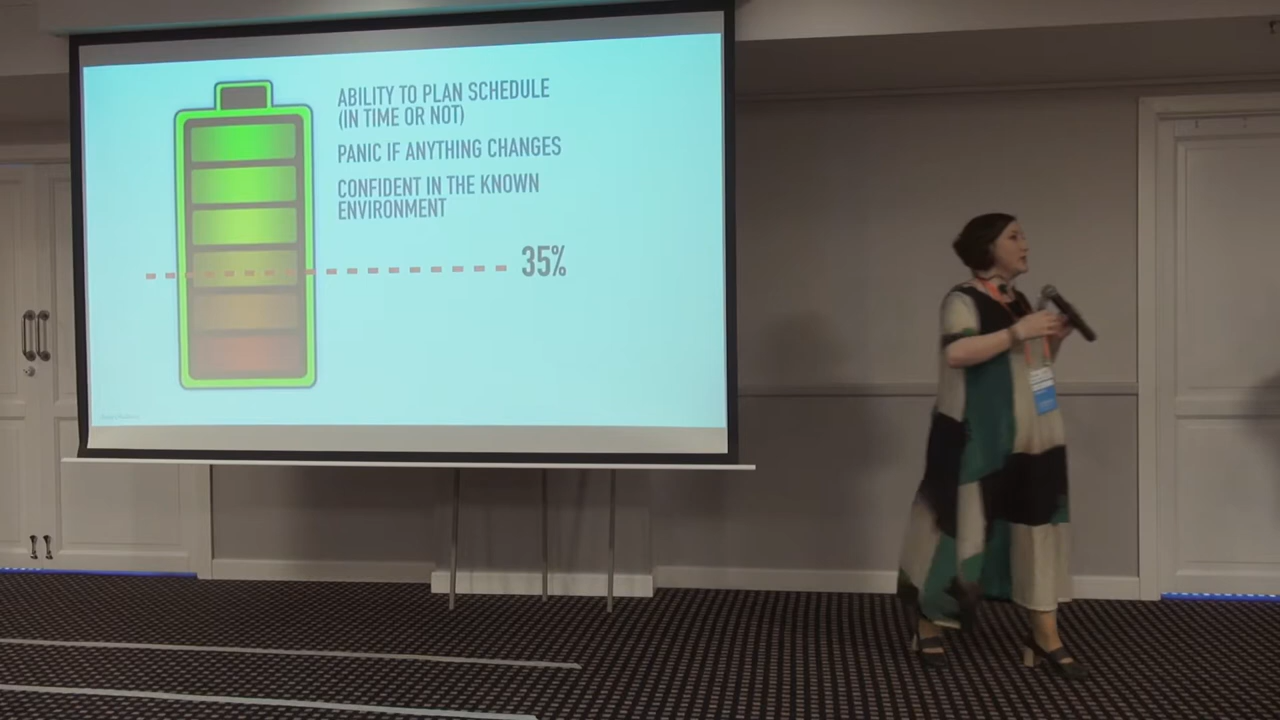 ABILITY TO PLAN SCHEDULE
(IN TIME OR NOT)
PANIC IF ANYTHING CHANGES
CONFIDENT IN THE KNOWN
ENVIRONMENT
35%